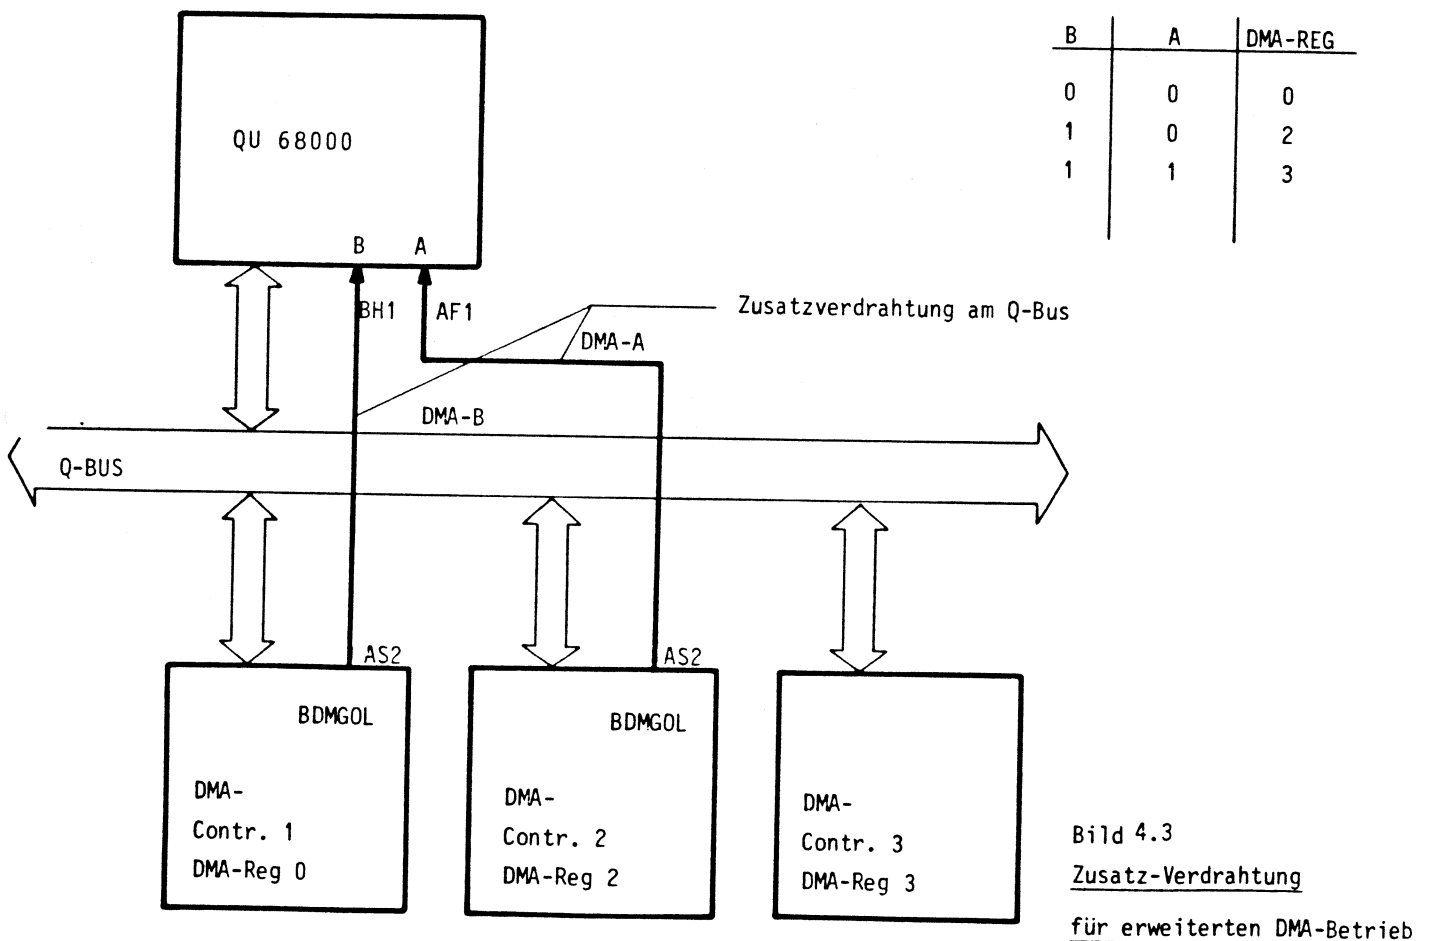 B A DMA-REG
0 0 0
1 0 2
1 1 3
QU 68000
B A
BH1 AF1
Zusatzverdrahtung am Q-Bus
DMA-A
DMA-B
Q-BUS
AS2 AS2
BDMGOL BDMGOL
DMA-
Contr. 1
DMA-Reg 0
DMA-
Contr. 2
DMA-Reg 2
DMA-
Contr. 3
DMA-Reg 3
Bild 4.3
Zusatz-Verdrahtung
für erweiterten DMA-Betrieb